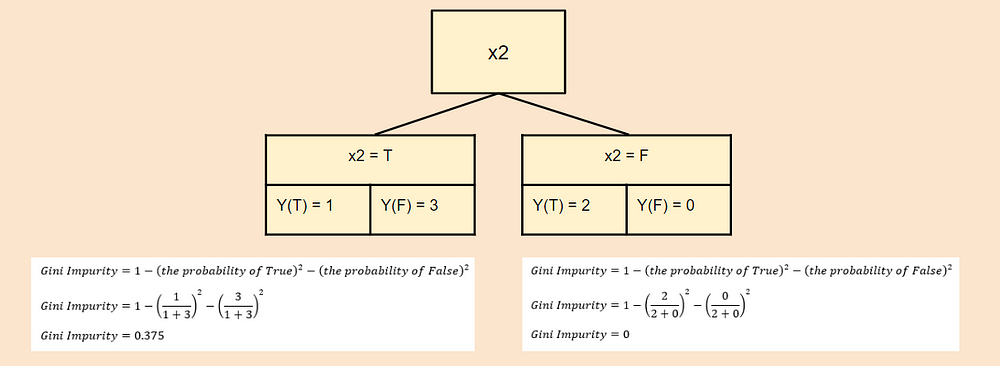 x2
x2 = T
x2 = F
Y(T) = 1
Y(F) = 3
Y(T) = 2
Y(F) = 0
Gini Impurity = 1 − (the probability of True)² − (the probability of False)²
Gini Impurity = 1 − (1/(1 + 3))² − (3/(1 + 3))²
Gini Impurity = 0.375
Gini Impurity = 1 − (the probability of True)² − (the probability of False)²
Gini Impurity = 1 − (2/(2 + 0))² − (0/(2 + 0))²
Gini Impurity = 0